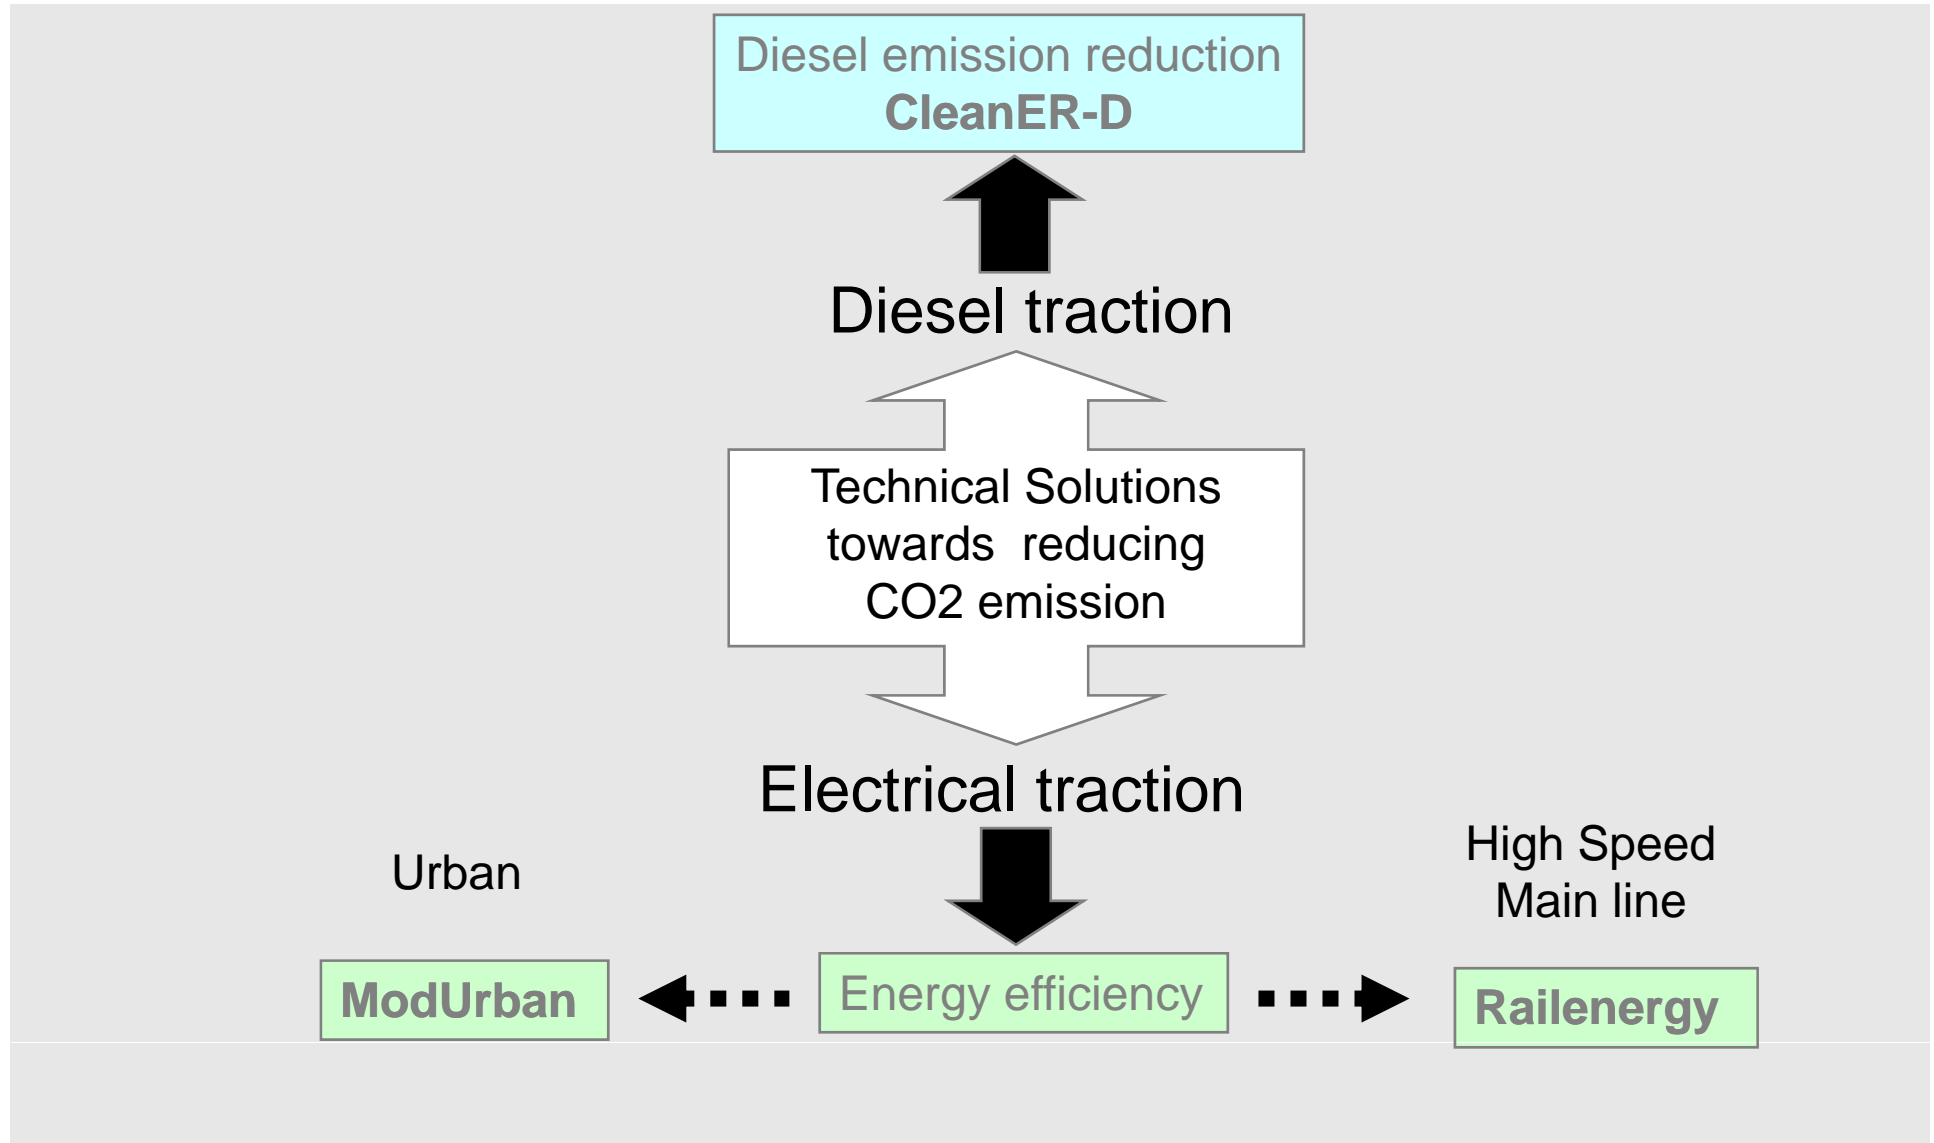 Diesel emission reduction
CleanER-D
Diesel traction
Technical Solutions
towards reducing
CO2 emission
Electrical traction
Urban
High Speed
Main line
ModUrban
Energy efficiency
Railenergy